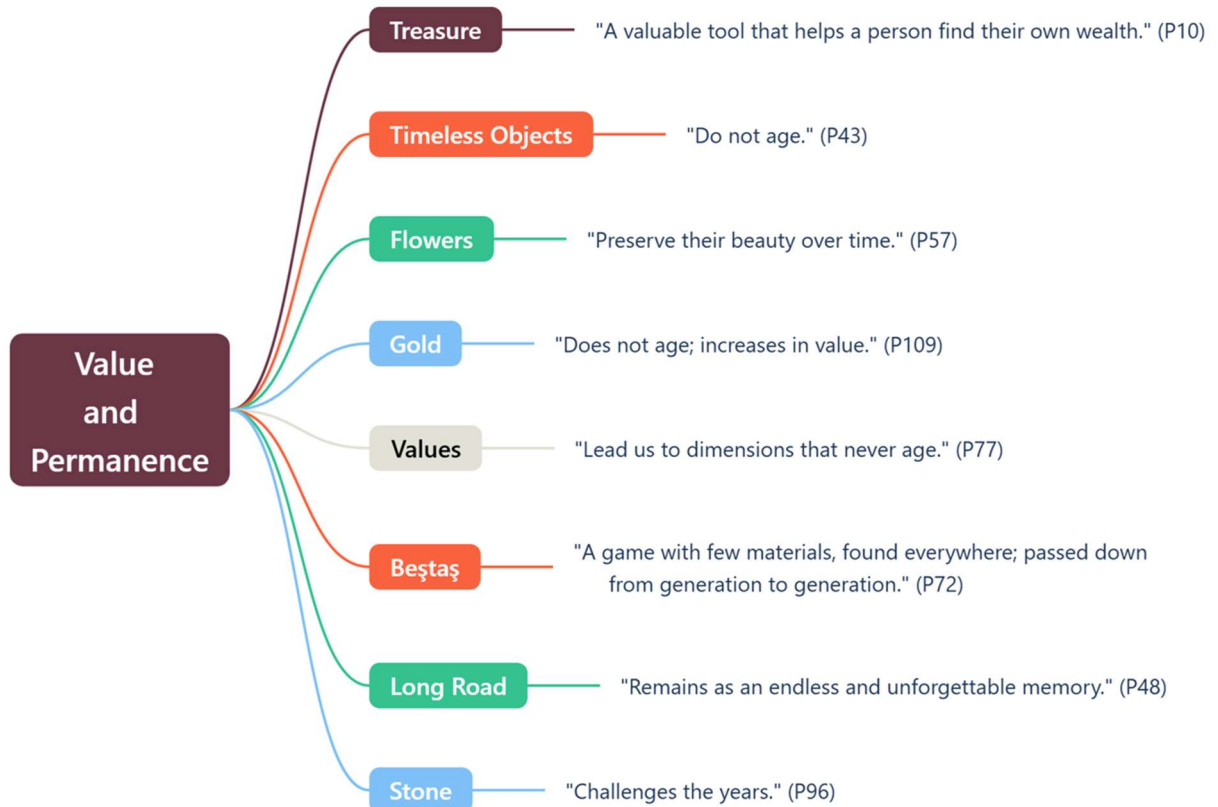 Value
and
Permanence
Treasure
"A valuable tool that helps a person find their own wealth." (P10)
Timeless Objects
"Do not age." (P43)
Flowers
"Preserve their beauty over time." (P57)
Gold
"Does not age; increases in value." (P109)
Values
"Lead us to dimensions that never age." (P77)
Beştaş
"A game with few materials, found everywhere; passed down
from generation to generation." (P72)
Long Road
"Remains as an endless and unforgettable memory." (P48)
Stone
"Challenges the years." (P96)